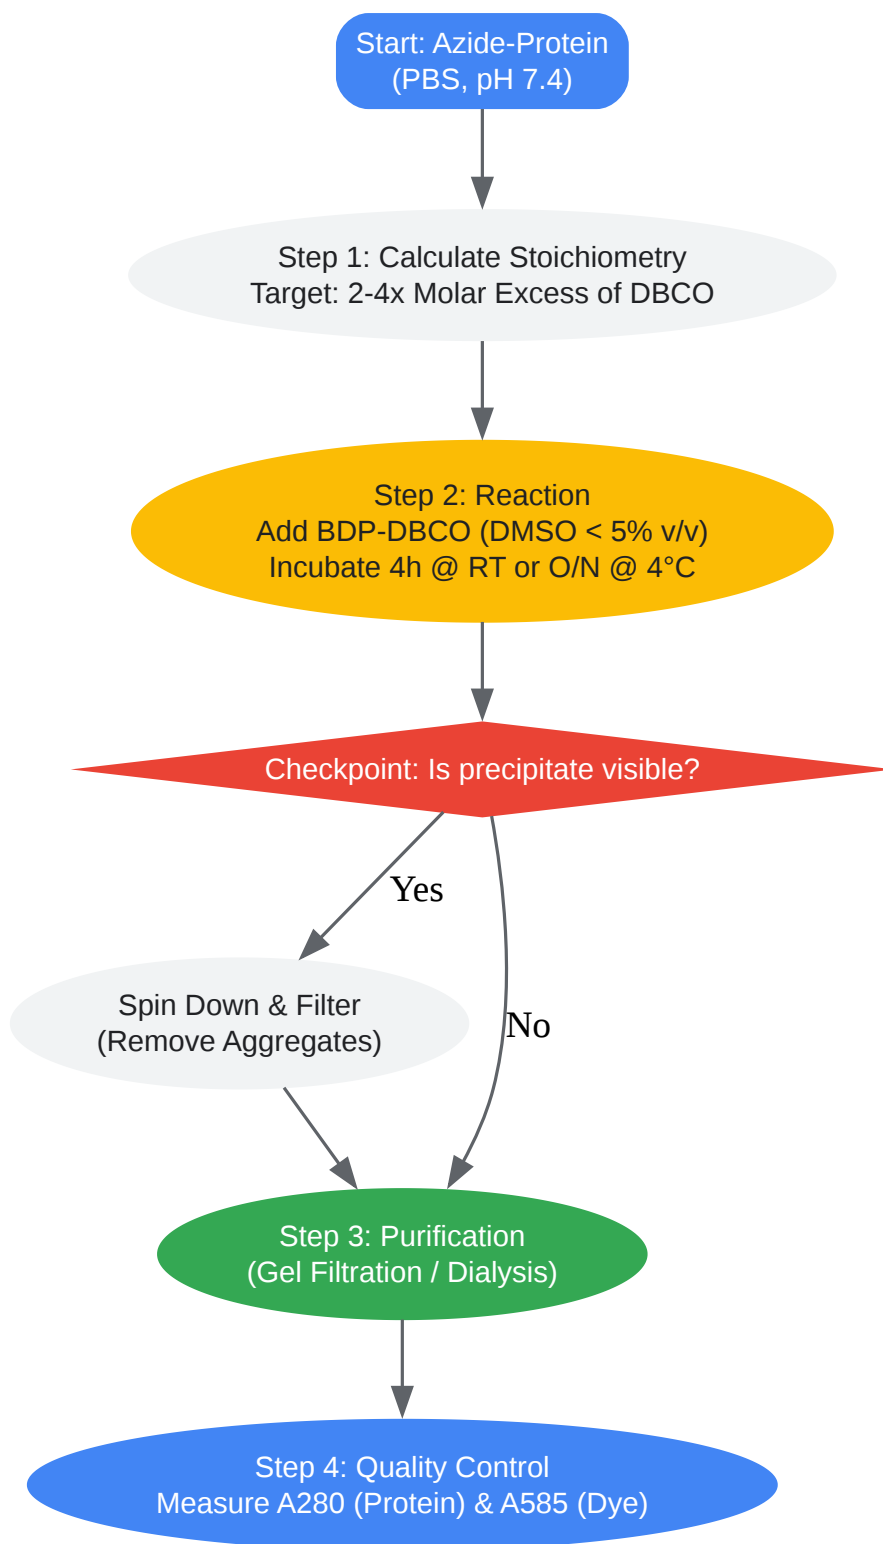 Start: Azide-Protein
(PBS, pH 7.4)
Step 1: Calculate Stoichiometry
Target: 2-4x Molar Excess of DBCO
Step 2: Reaction
Add BDP-DBCO (DMSO < 5% v/v)
Incubate 4h @ RT or O/N @ 4°C
Checkpoint: Is precipitate visible?
Yes
Spin Down & Filter
(Remove Aggregates)
No
Step 3: Purification
(Gel Filtration / Dialysis)
Step 4: Quality Control
Measure A280 (Protein) & A585 (Dye)